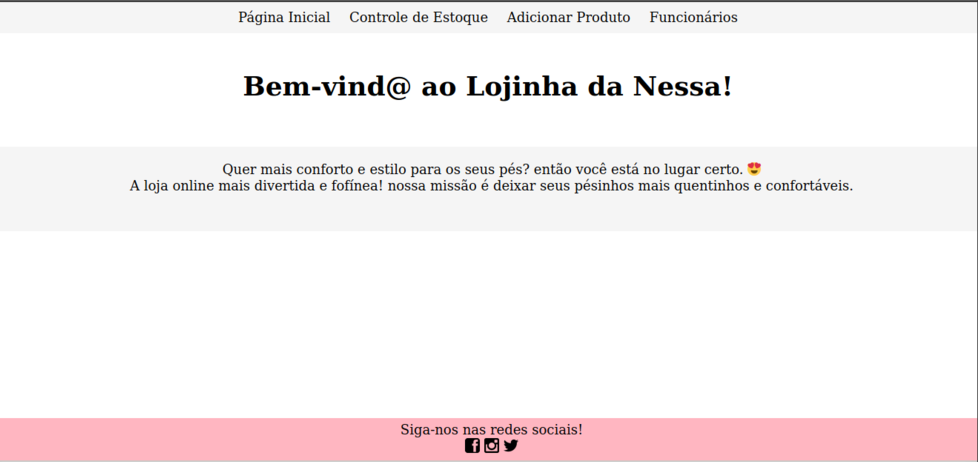 Página Inicial Controle de Estoque Adicionar Produto Funcionários
Bem-vind@ ao Lojinha da Nessa!
Quer mais conforto e estilo para os seus pés? então você está no lugar certo. 😍
A loja online mais divertida e fofínea! nossa missão é deixar seus pésinhos mais quentinhos e confortáveis.
Siga-nos nas redes sociais!